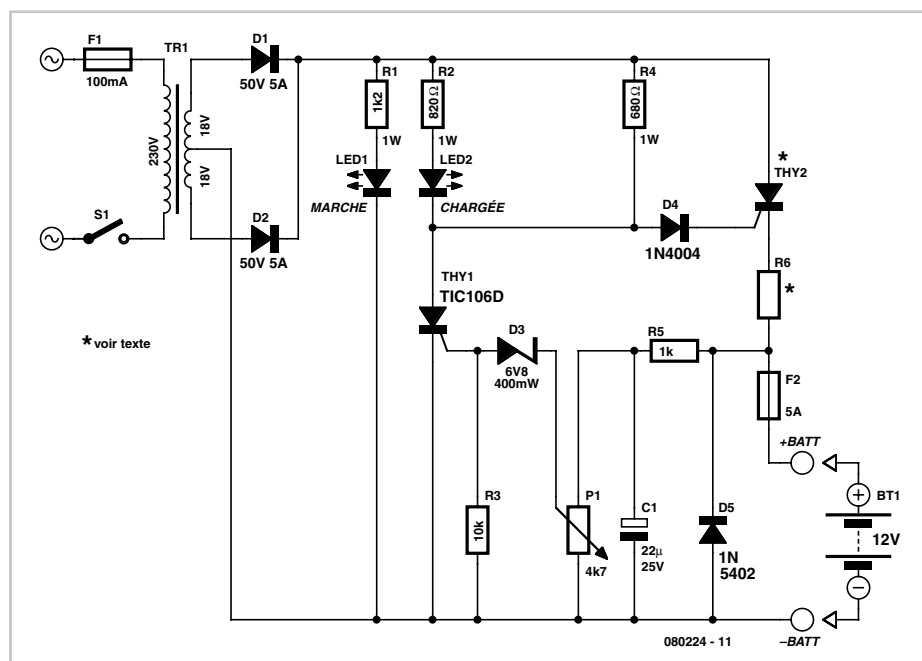 F1
100mA
TR1
230V
18V
18V
S1
D1
50V 5A
D2
50V 5A
R1
1k2
1W
LED1
MARCHE
R2
820Ω
1W
LED2
CHARGÉE
R4
680Ω
1W
*
THY2
D4
1N4004
THY1
TIC106D
R6
*
* voir texte
D3
6V8
400mW
R5
1k
F2
5A
+BATT
R3
10k
P1
4k7
C1
22µ
25V
D5
1N
5402
BT1
12V
080224 - 11
–BATT